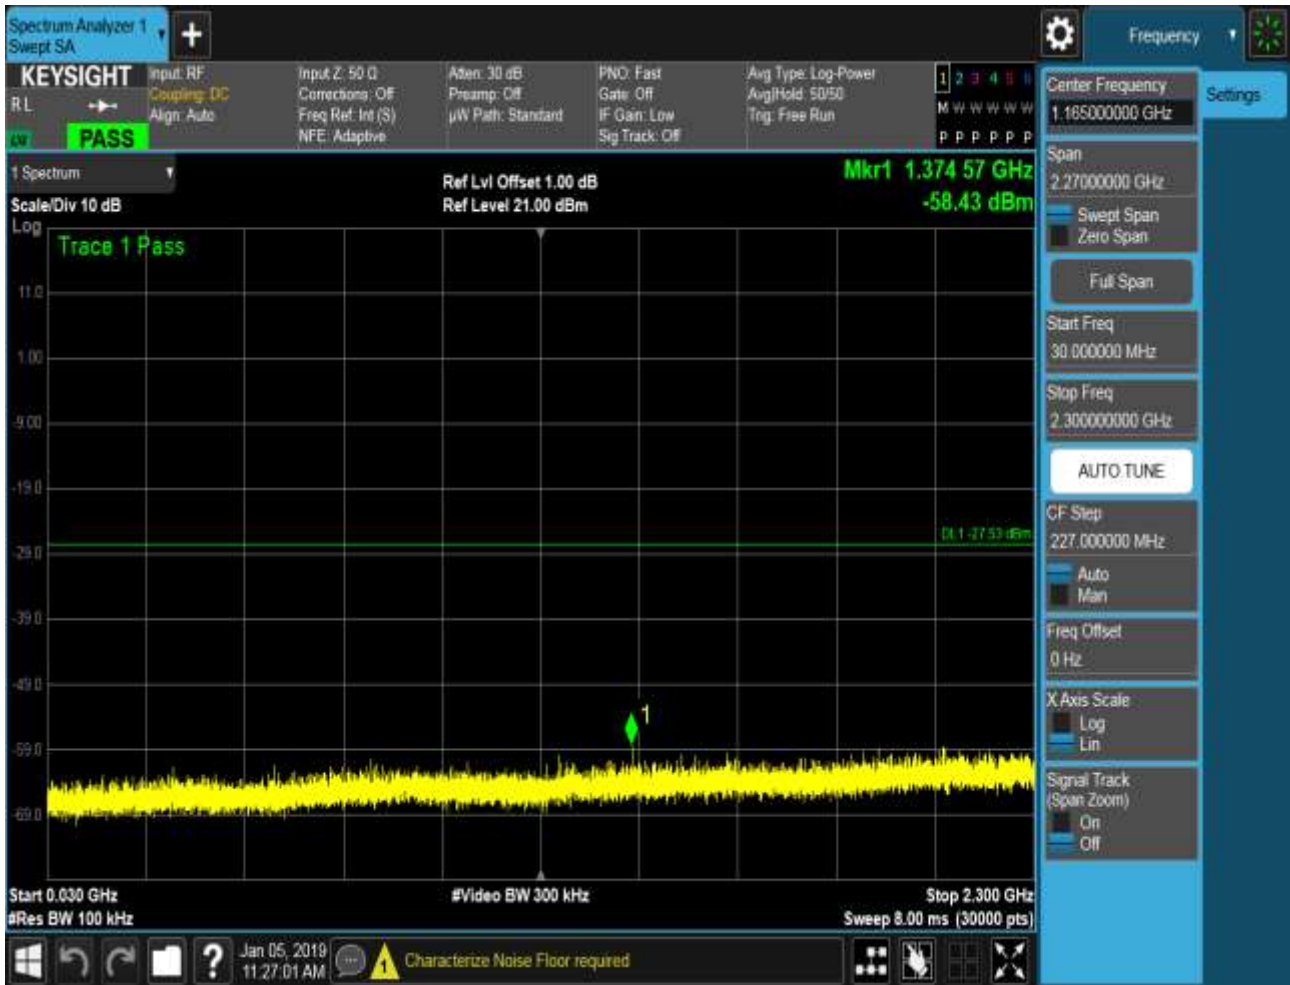 Spectrum Analyzer 1
Swept SA
+
Frequency
KEYSIGHT
RL
PASS
Input: RF
Coupling: DC
Align: Auto
Input Z: 50 Ω
Corrections: Off
Freq Ref: Int (S)
NFE: Adaptive
Atten: 30 dB
Preamp: Off
µW Path: Standard
PNO: Fast
Gate: Off
IF Gain: Low
Sig Track: Off
Avg Type: Log-Power
Avg|Hold: 50/50
Trig: Free Run
1 2 3 4 5 6
M W W W W W
P P P P P P
1 Spectrum
Scale/Div 10 dB
Ref Lvl Offset 1.00 dB
Ref Level 21.00 dBm
Mkr1 1.374 57 GHz
-58.43 dBm
Log
Trace 1 Pass
11.0
1.00
-9.00
-19.0
DL1 -27.53 dBm
-29.0
-39.0
-49.0
1
-59.0
-69.0
Start 0.030 GHz
#Video BW 300 kHz
Stop 2.300 GHz
#Res BW 100 kHz
Sweep 8.00 ms (30000 pts)
?
Jan 05, 2019
11:27:01 AM
1
Characterize Noise Floor required
Settings
Center Frequency
1.165000000 GHz
Span
2.27000000 GHz
Swept Span
Zero Span
Full Span
Start Freq
30.000000 MHz
Stop Freq
2.300000000 GHz
AUTO TUNE
CF Step
227.000000 MHz
Auto
Man
Freq Offset
0 Hz
X Axis Scale
Log
Lin
Signal Track
(Span Zoom)
On
Off